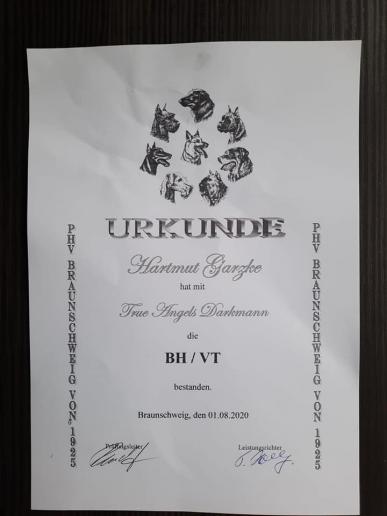 URKUNDE
PHV BRAUNSCHWEIG VON 1925
Hartmut Garzke
hat mit
True Angels Darkmann
die
BH / VT
bestanden.
Braunschweig, den 01.08.2020
Prüfungsleiter
Leistungsrichter
PHV BRAUNSCHWEIG VON 1925